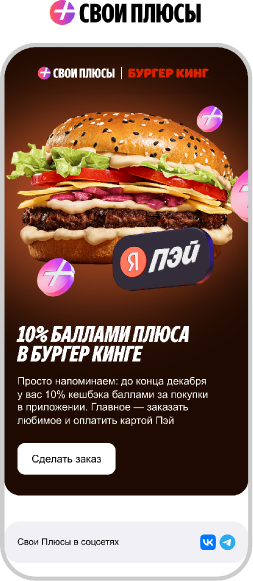 СВОИ ПЛЮСЫ
СВОИ ПЛЮСЫ | БУРГЕР КИНГ
Я ПЭЙ
10% БАЛЛАМИ ПЛЮСА
В БУРГЕР КИНГЕ
Просто напоминаем: до конца декабря
у вас 10% кешбэка баллами за покупки
в приложении. Главное — заказать
любимое и оплатить картой Пэй
Сделать заказ
Свои Плюсы в соцсетях